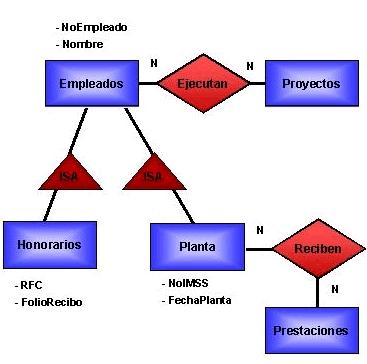 - NoEmpleado
- Nombre
Empleados
N
Ejecutan
N
Proyectos
ISA
ISA
Honorarios
- RFC
- FolioRecibo
Planta
- NoIMSS
- FechaPlanta
N
Reciben
N
Prestaciones